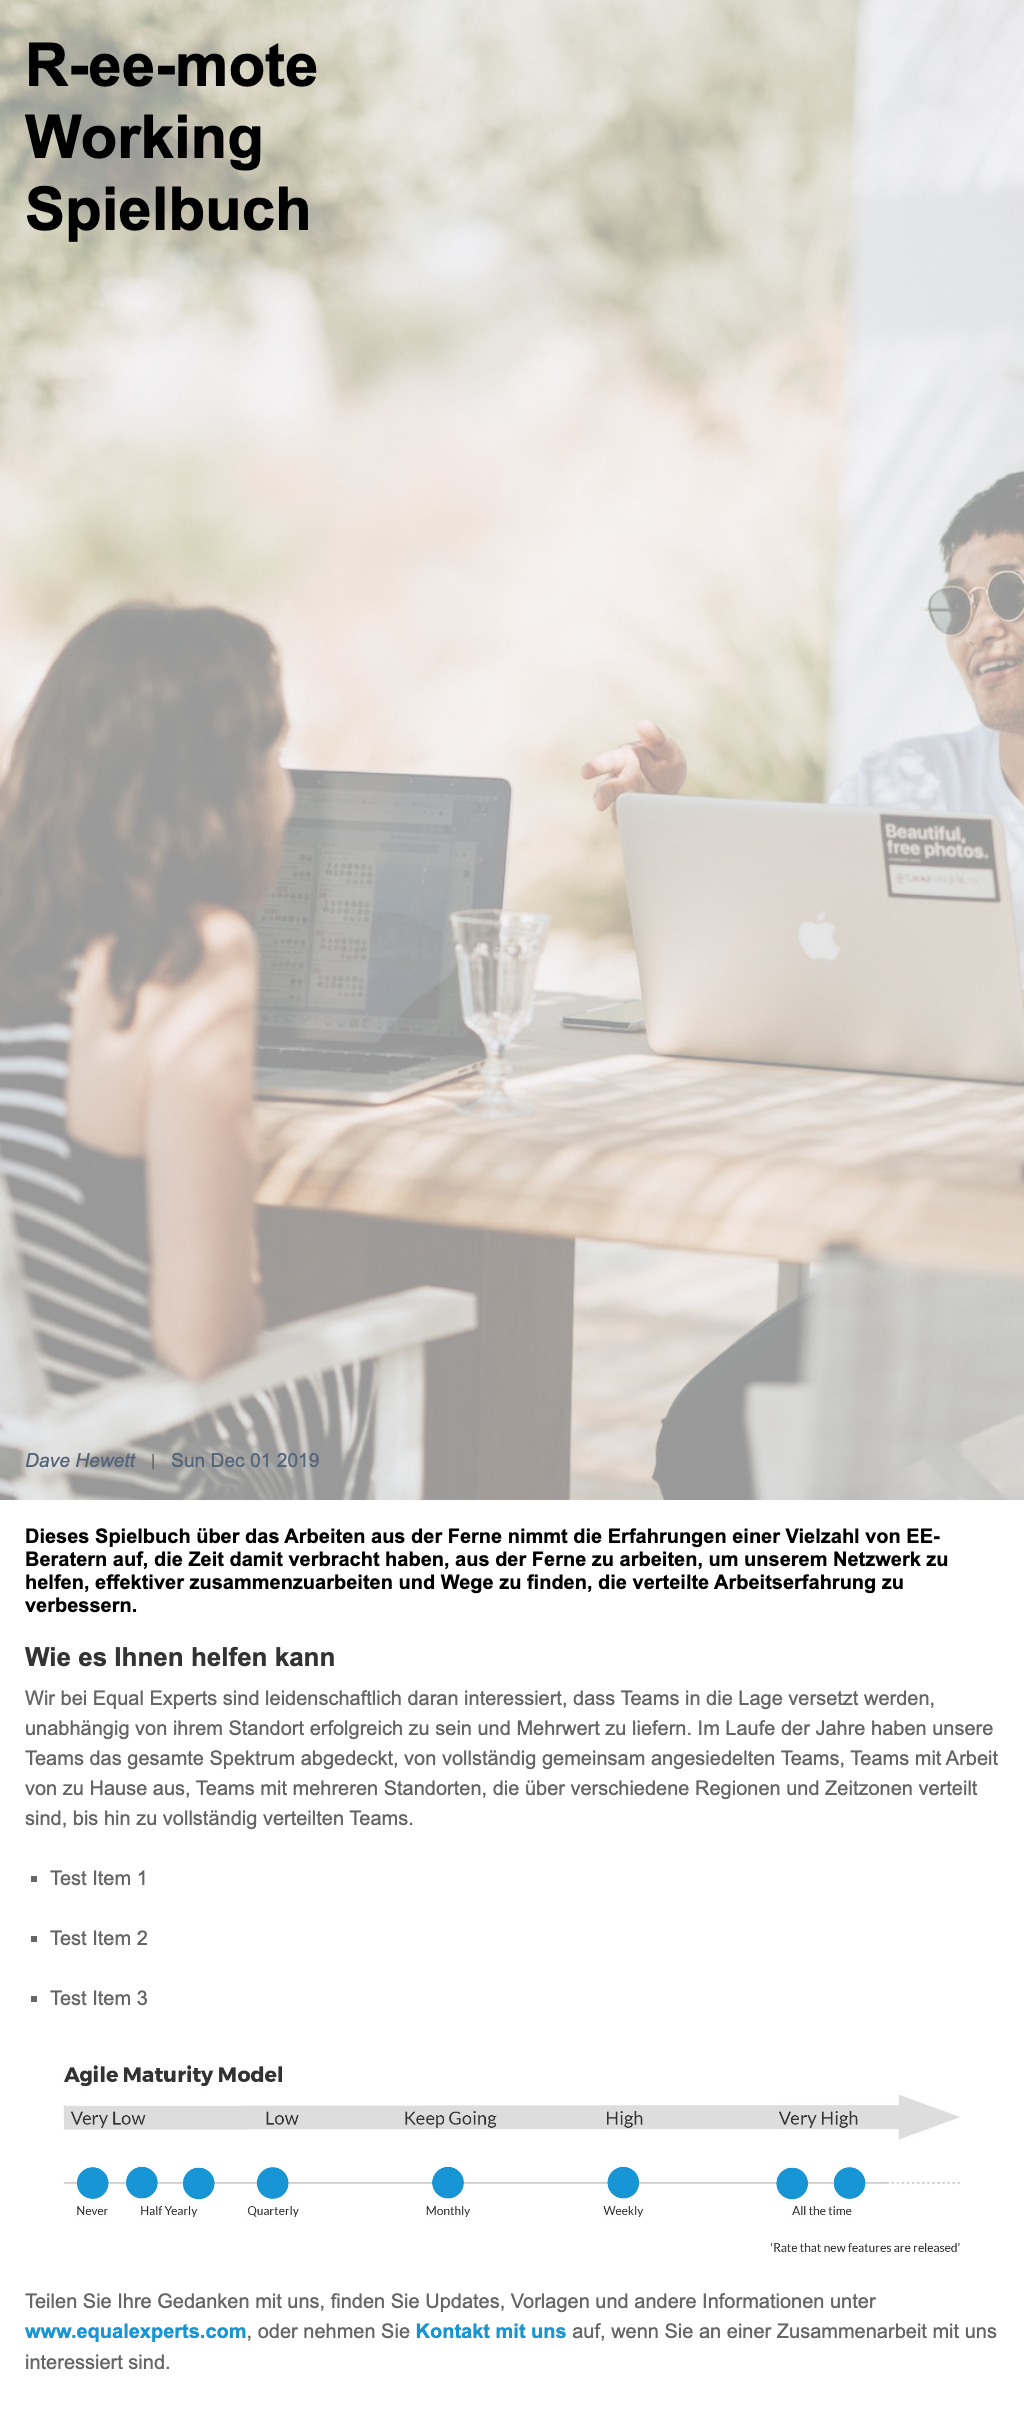 R-ee-mote
Working
Spielbuch
Beautiful,
free photos.
Dave Hewett | Sun Dec 01 2019
Dieses Spielbuch über das Arbeiten aus der Ferne nimmt die Erfahrungen einer Vielzahl von EE-
Beratern auf, die Zeit damit verbracht haben, aus der Ferne zu arbeiten, um unserem Netzwerk zu
helfen, effektiver zusammenzuarbeiten und Wege zu finden, die verteilte Arbeitserfahrung zu
verbessern.
Wie es Ihnen helfen kann
Wir bei Equal Experts sind leidenschaftlich daran interessiert, dass Teams in die Lage versetzt werden,
unabhängig von ihrem Standort erfolgreich zu sein und Mehrwert zu liefern. Im Laufe der Jahre haben unsere
Teams das gesamte Spektrum abgedeckt, von vollständig gemeinsam angesiedelten Teams, Teams mit Arbeit
von zu Hause aus, Teams mit mehreren Standorten, die über verschiedene Regionen und Zeitzonen verteilt
sind, bis hin zu vollständig verteilten Teams.
▪ Test Item 1
▪ Test Item 2
▪ Test Item 3
Agile Maturity Model
Very Low Low Keep Going High Very High
Never Half Yearly Quarterly Monthly Weekly All the time
'Rate that new features are released'
Teilen Sie Ihre Gedanken mit uns, finden Sie Updates, Vorlagen und andere Informationen unter
www.equalexperts.com, oder nehmen Sie Kontakt mit uns auf, wenn Sie an einer Zusammenarbeit mit uns
interessiert sind.